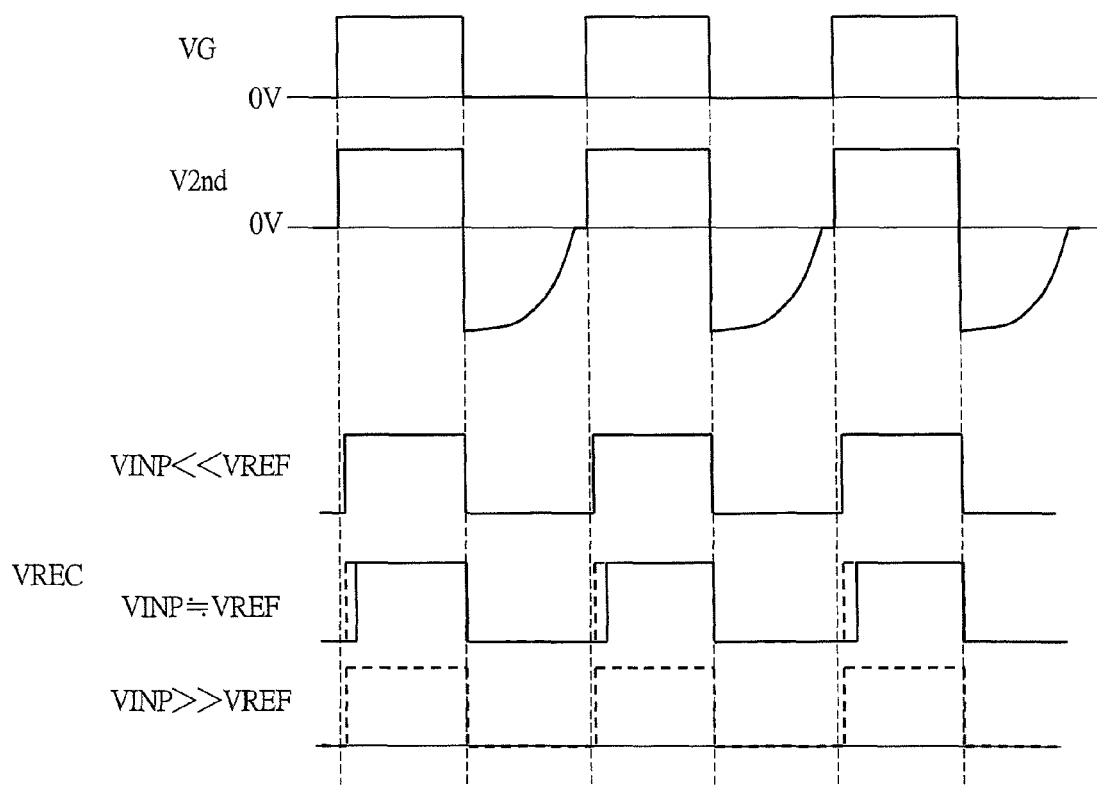 VG
0V
V2nd
0V
VINP<<VREF
VREC
VINP≒VREF
VINP>>VREF